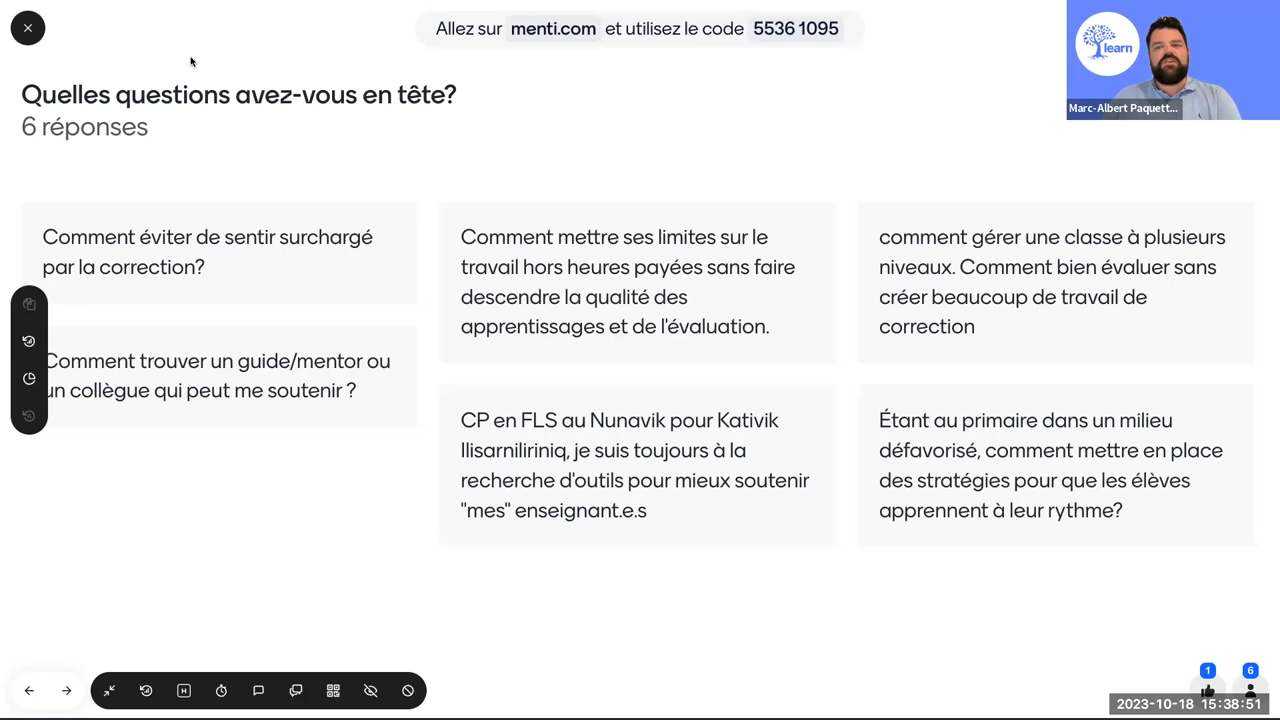 Allez sur menti.com et utilisez le code 5536 1095
learn
Marc-Albert Paquett...
Quelles questions avez-vous en tête?
6 réponses
Comment éviter de sentir surchargé
par la correction?
Comment trouver un guide/mentor ou
un collègue qui peut me soutenir ?
Comment mettre ses limites sur le
travail hors heures payées sans faire
descendre la qualité des
apprentissages et de l'évaluation.
CP en FLS au Nunavik pour Kativik
Ilisarniliriniq, je suis toujours à la
recherche d'outils pour mieux soutenir
"mes" enseignant.e.s
comment gérer une classe à plusieurs
niveaux. Comment bien évaluer sans
créer beaucoup de travail de
correction
Étant au primaire dans un milieu
défavorisé, comment mettre en place
des stratégies pour que les élèves
apprennent à leur rythme?
H
1
6
2023-10-18 15:38:51